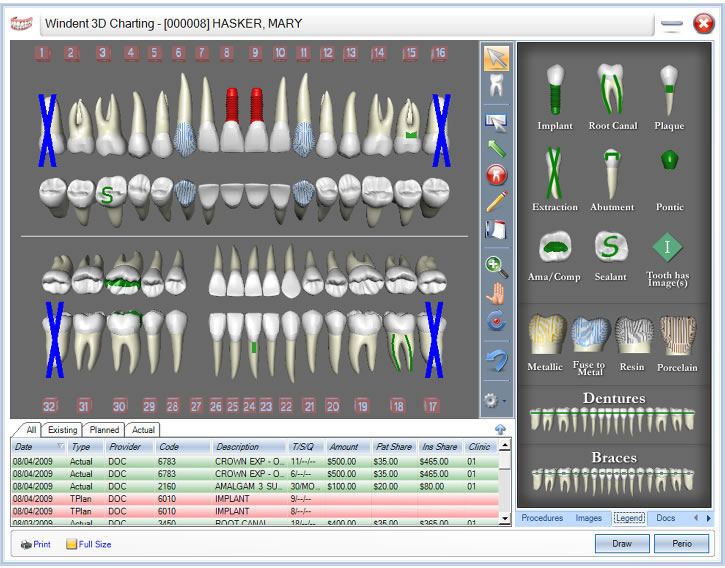 Windent 3D Charting - [000008] HASKER, MARY
1 2 3 4 5 6 7 8 9 10 11 12 13 14 15 16
S
32 31 30 29 28 27 26 25 24 23 22 21 20 19 18 17
Implant Root Canal Plaque
Extraction Abutment Pontic
S
I
Ama/Comp Sealant Tooth has
Image(s)
Metallic Fuse to
Metal Resin Porcelain
Dentures
Braces
Procedures Images Legend Docs
All Existing Planned Actual
Date Type Provider Code Description T/S/Q Amount Pat Share Ins Share Clinic
08/04/2009 Actual DOC 6783 CROWN EXP - O... 11/--/-- $500.00 $35.00 $465.00 01
08/04/2009 Actual DOC 6783 CROWN EXP - O... 6/--/-- $500.00 $35.00 $465.00 01
08/04/2009 Actual DOC 2160 AMALGAM 3 SU... 3/MO... $100.00 $20.00 $80.00 01
08/04/2009 TPlan DOC 6010 IMPLANT 9/--/--
08/04/2009 TPlan DOC 6010 IMPLANT 8/--/--
08/03/2009 Actual DOC 3450 ROOT CANAL 18/--/-- $400.00 $35.00 $365.00 01
Print Full Size
Draw Perio